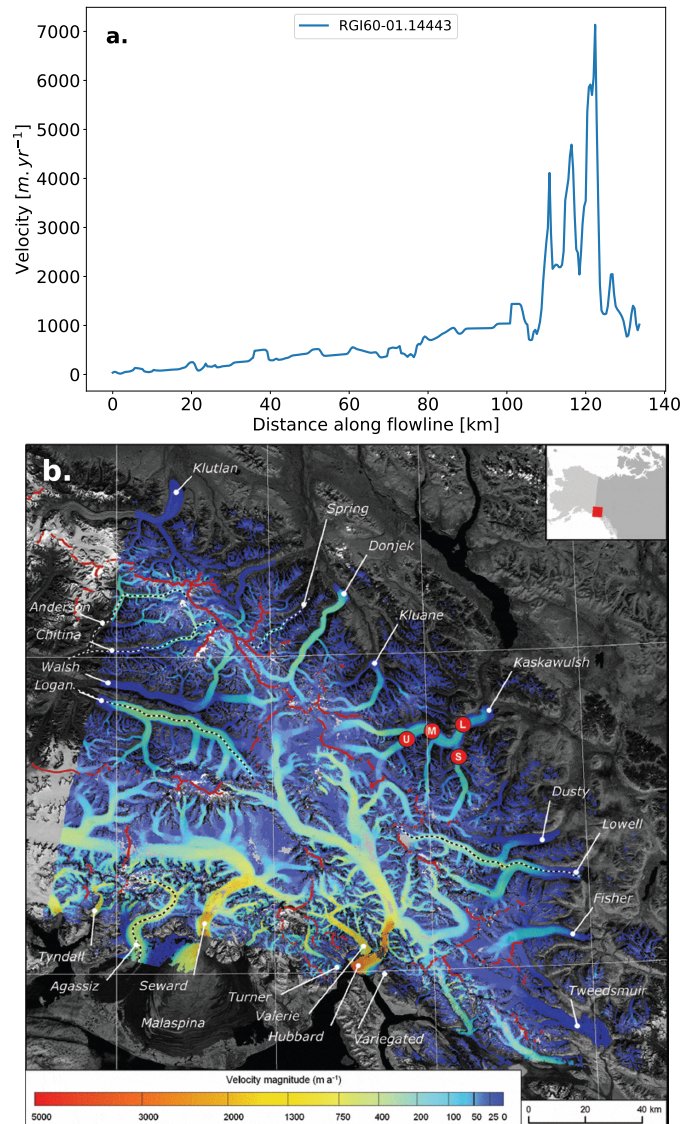 a.
RGI60-01.14443
Velocity [m. yr⁻¹]
7000
6000
5000
4000
3000
2000
1000
0
0 20 40 60 80 100 120 140
Distance along flowline [km]
b.
Klutlan
Spring
Donjek
Anderson
Chitina
Kluane
Walsh
Logan
Kaskawulsh
U M L
S
Dusty
Lowell
Fisher
Tyndall
Agassiz
Seward
Turner
Valerie
Hubbard
Variegated
Tweedsmuir
Malaspina
Velocity magnitude (m a⁻¹)
5000 3000 2000 1300 750 400 200 100 50 25 0
0 20 40 km